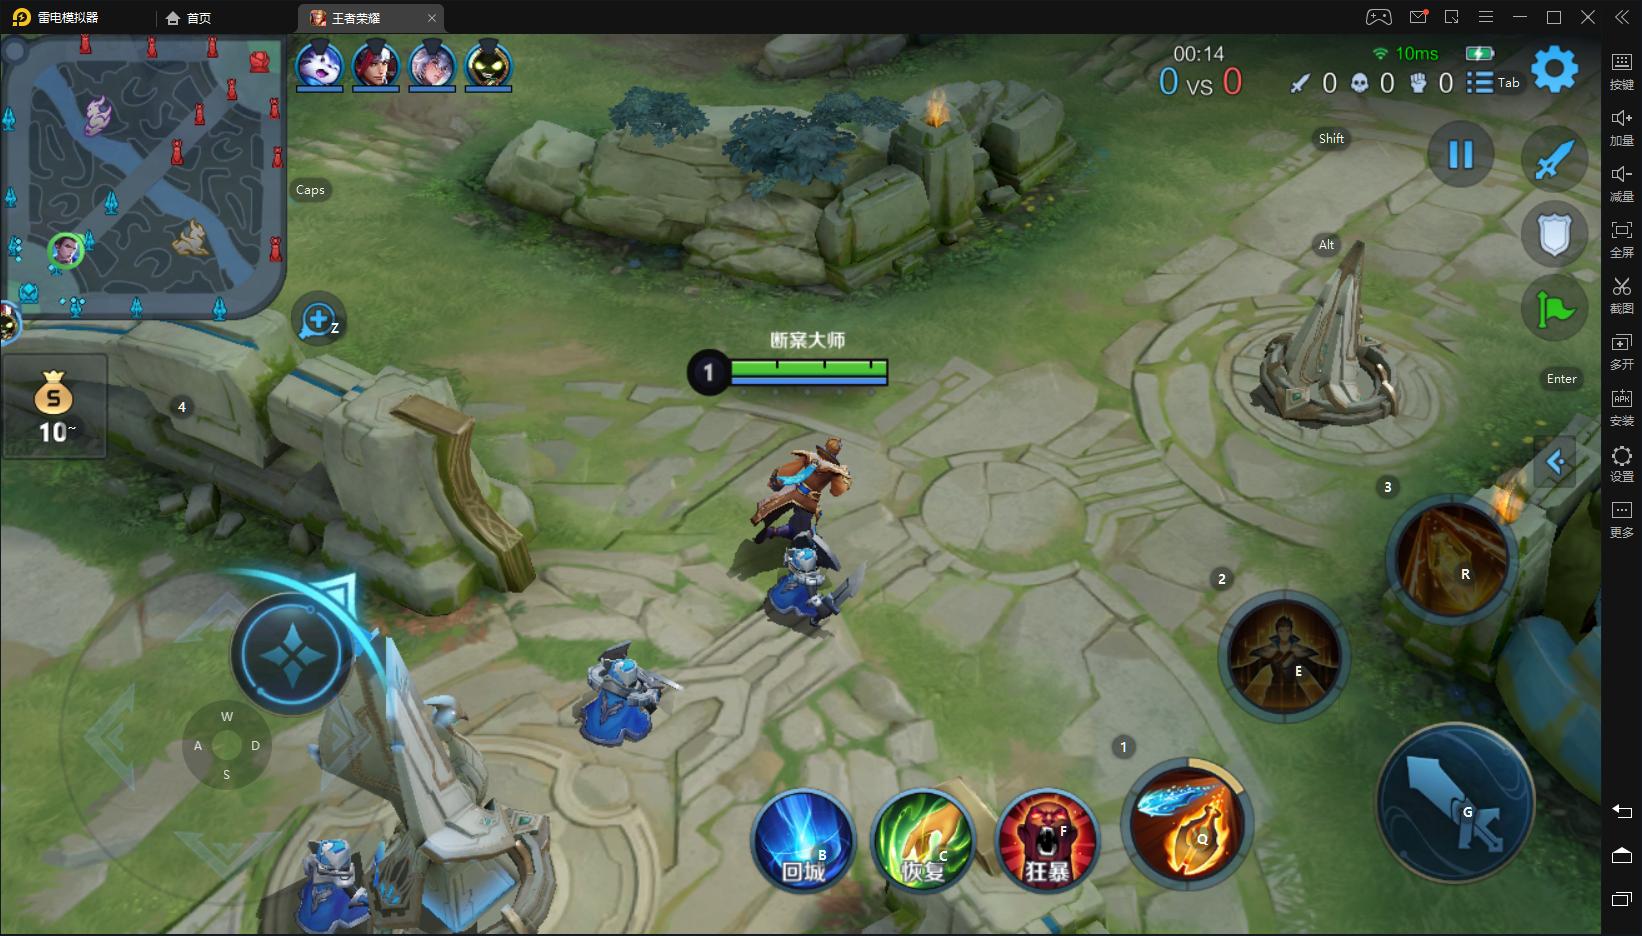 雷电模拟器
首页
王者荣耀
00:14
10ms
0 VS 0
0
0
0
Tab
按键
Shift
加量
Caps
减量
Alt
全屏
截图
Z
断案大师
1
多开
Enter
10~
4
安装
设置
3
更多
R
2
E
W
A
D
S
1
G
B
回城
C
恢复
F
狂暴
Q